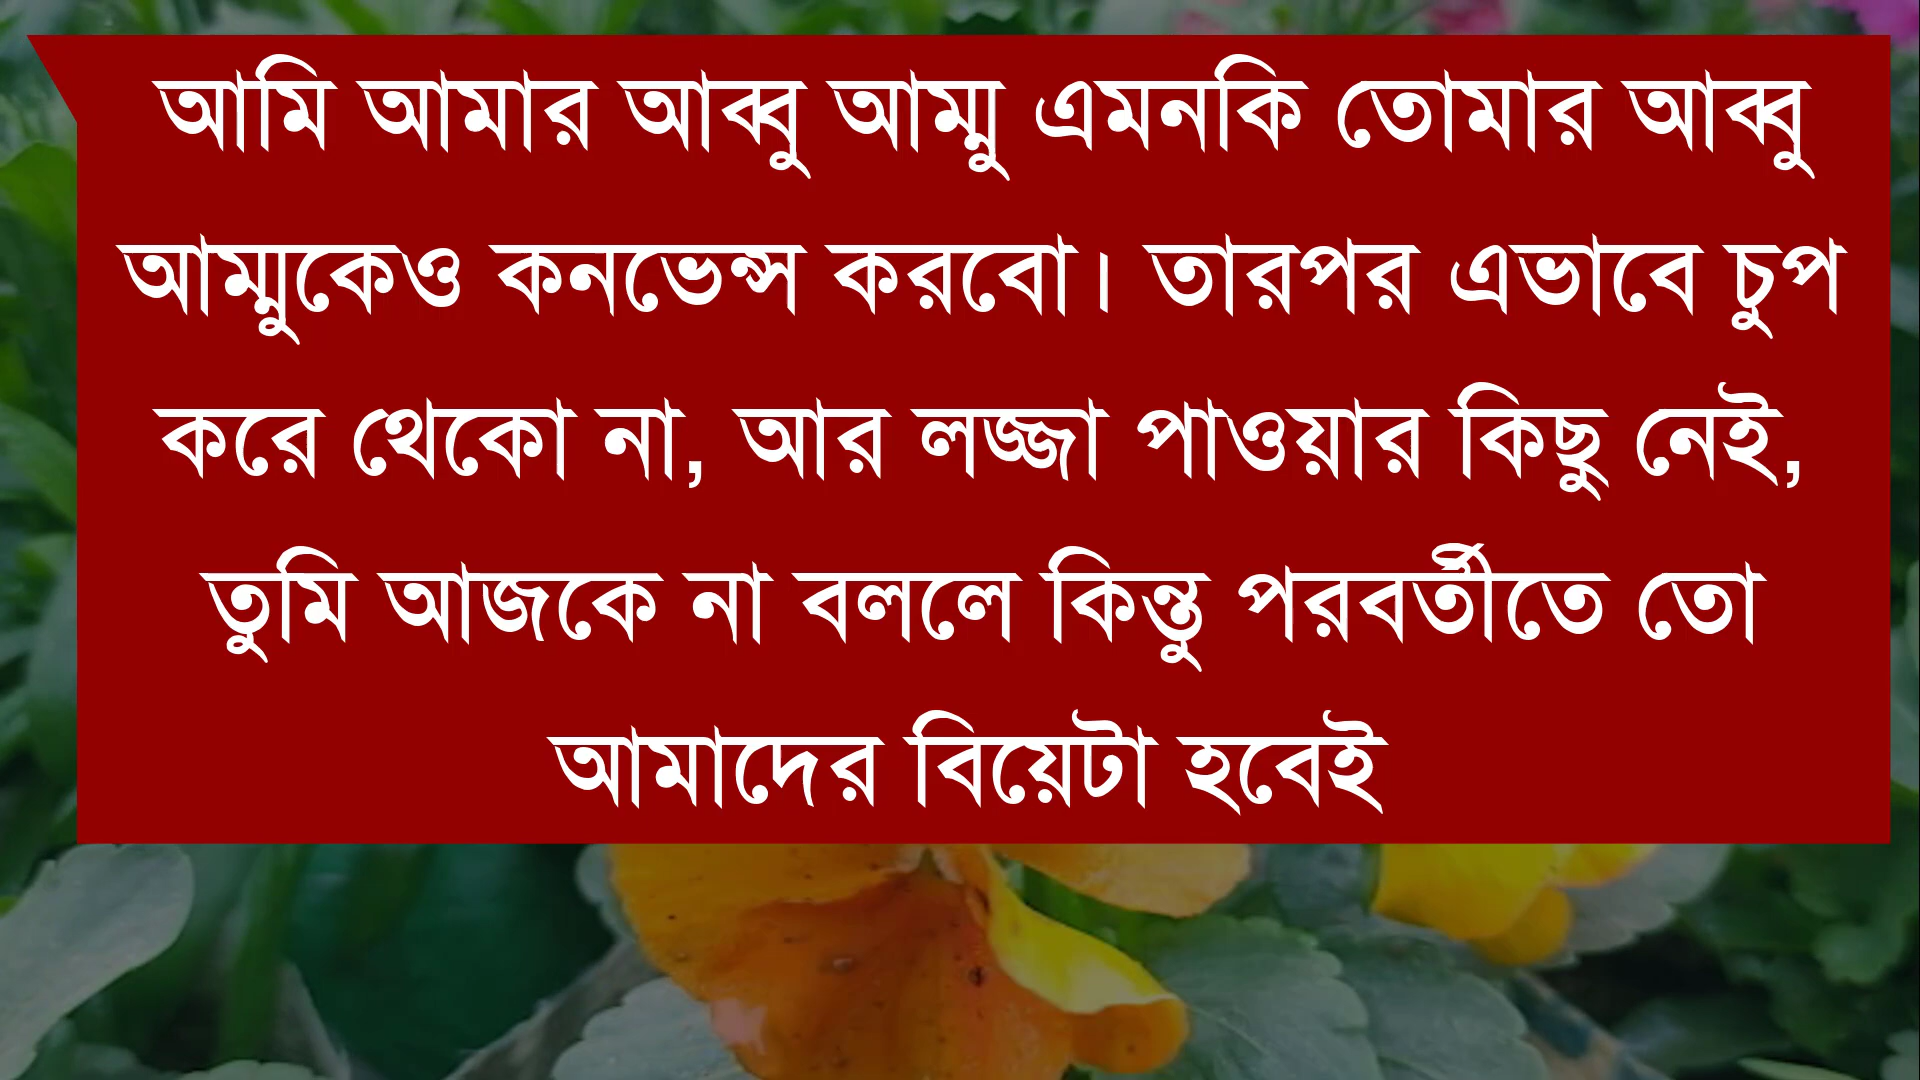 আমি আমার আব্বু আম্মু এমনকি তোমার আব্বু
আম্মুকেও কনভেন্স করবো। তারপর এভাবে চুপ
করে থেকো না, আর লজ্জা পাওয়ার কিছু নেই,
তুমি আজকে না বললে কিন্তু পরবর্তীতে তো
আমাদের বিয়েটা হবেই